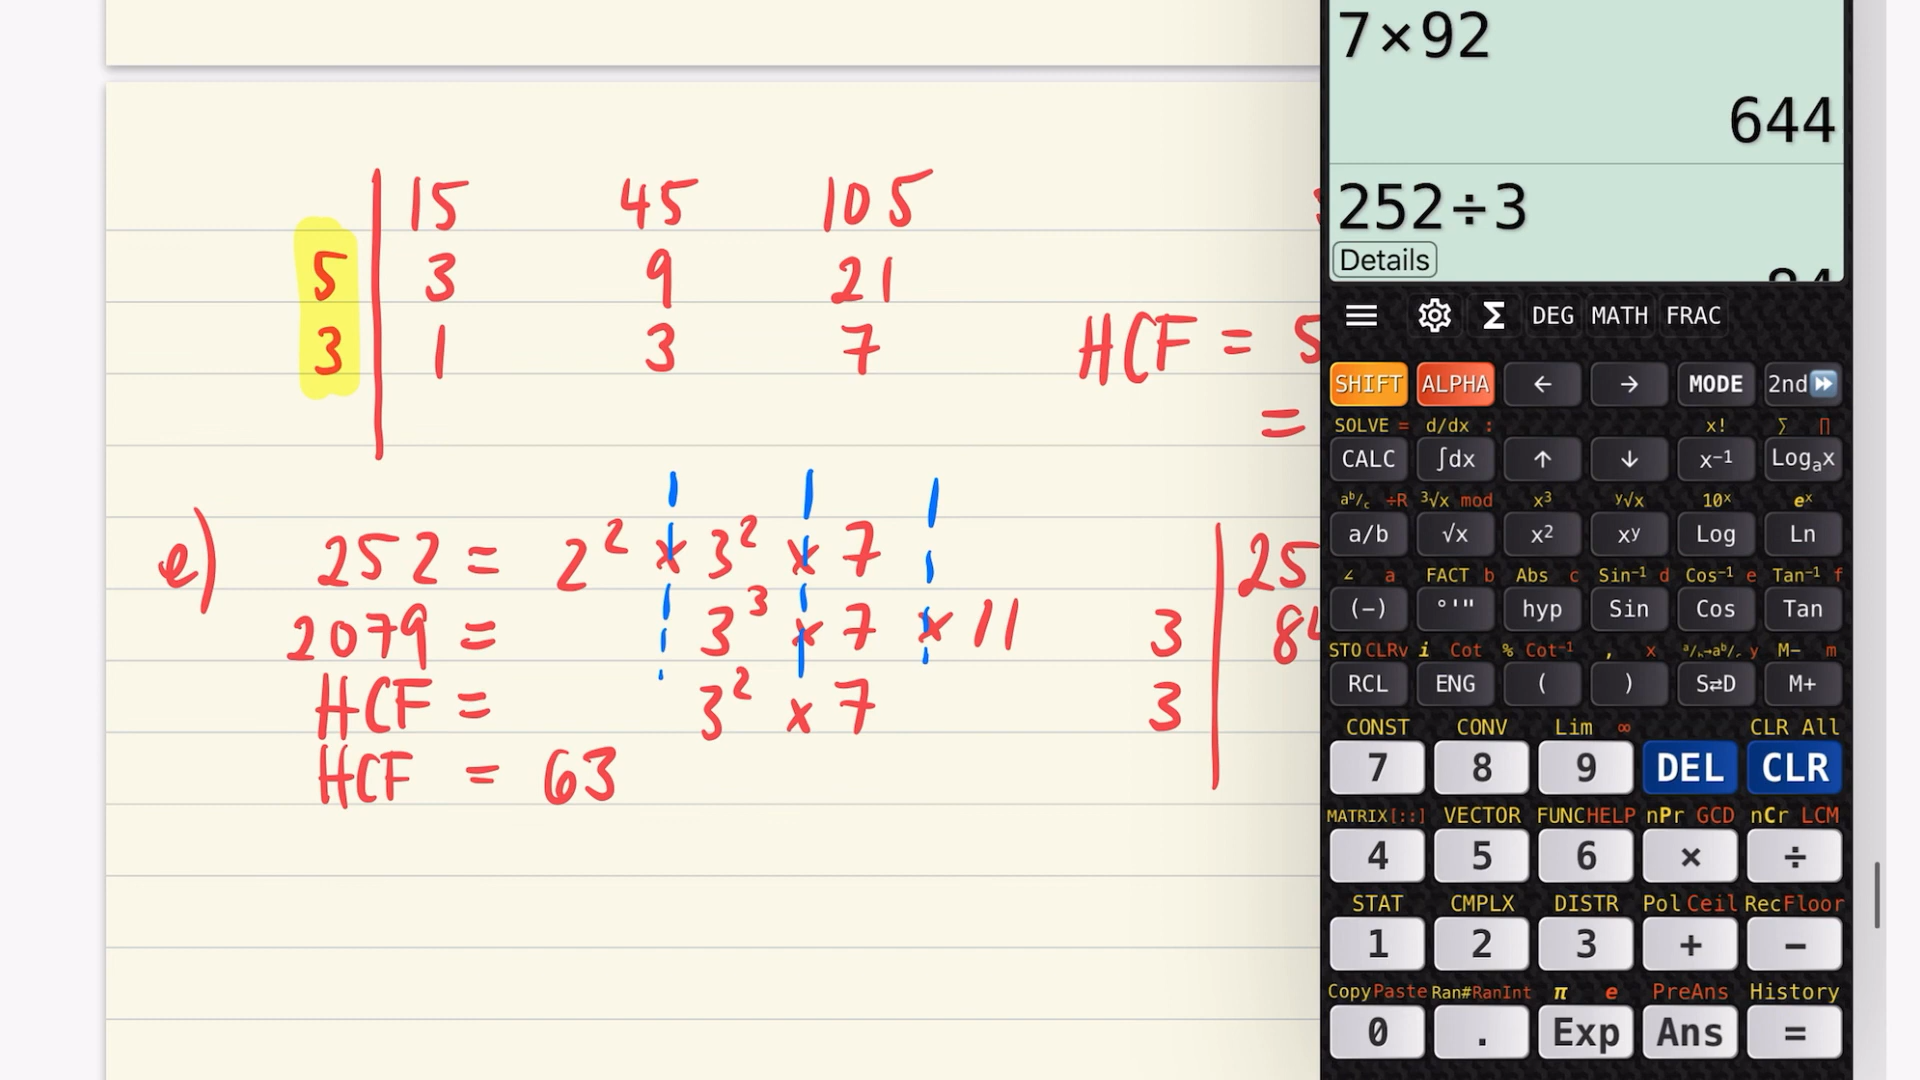 15 45 105
5 3 9 21
3 1 3 7
HCF = 5
=
e) 252 = 2² × 3² × 7
2079 = 3³ × 7 × 11
HCF = 3² × 7
HCF = 63
25
3 84
3
7×92
644
252÷3
Details
84
DEG MATH FRAC
SHIFT ALPHA ← → MODE 2nd
SOLVE = d/dx : x! ∑ ∏
CALC ∫dx ↑ ↓ x⁻¹ Logₐx
aᵇ/c ÷R ³√x mod x³ ʸ√x 10ˣ eˣ
a/b √x x² xʸ Log Ln
∠ a FACT b Abs c Sin⁻¹ d Cos⁻¹ e Tan⁻¹ f
(−) °'" hyp Sin Cos Tan
STO CLRv i Cot % Cot⁻¹ , x y M− m
RCL ENG ( ) S⇄D M+
CONST CONV Lim ∞ CLR All
7 8 9 DEL CLR
MATRIX[::] VECTOR FUNC HELP nPr GCD nCr LCM
4 5 6 × ÷
STAT CMPLX DISTR Pol Ceil Rec Floor
1 2 3 + −
Copy Paste Ran# RanInt π e PreAns History
0 . Exp Ans =